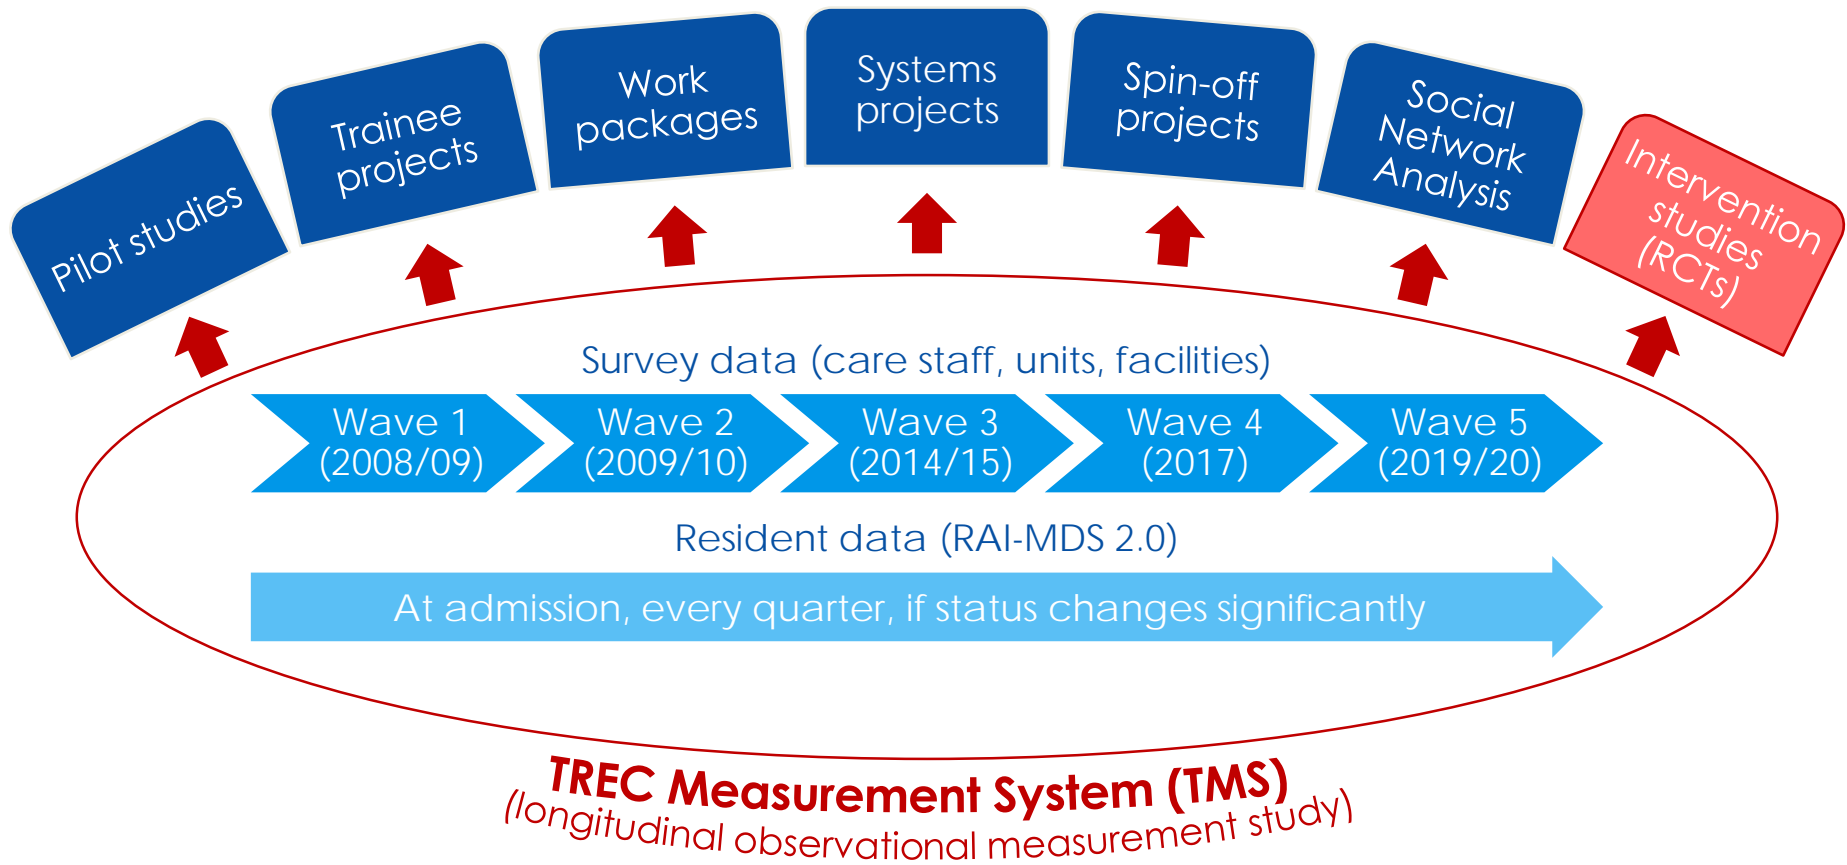 Pilot studies
Trainee
projects
Work
packages
Systems
projects
Spin-off
projects
Social
Network
Analysis
Intervention
studies
(RCTs)
Survey data (care staff, units, facilities)
Wave 1
(2008/09)
Wave 2
(2009/10)
Wave 3
(2014/15)
Wave 4
(2017)
Wave 5
(2019/20)
Resident data (RAI-MDS 2.0)
At admission, every quarter, if status changes significantly
TREC Measurement System (TMS)
(longitudinal observational measurement study)